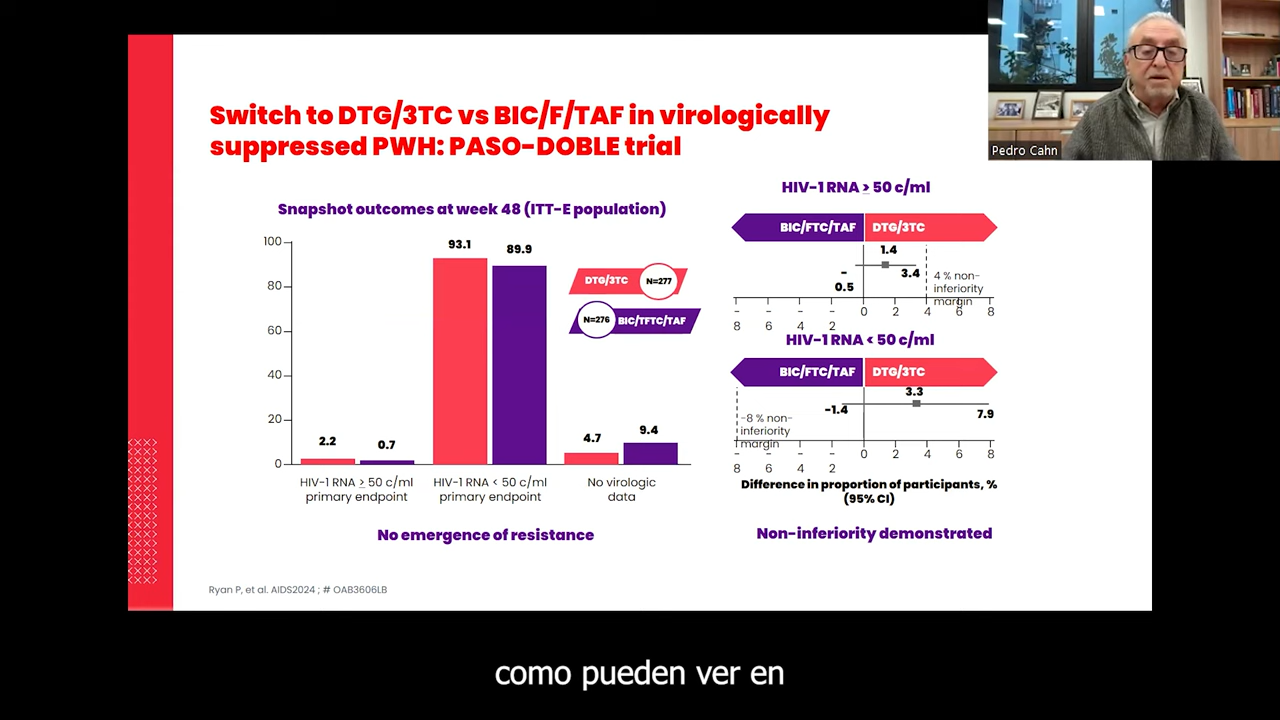 Pedro Cahn
Switch to DTG/3TC vs BIC/F/TAF in virologically
suppressed PWH: PASO-DOBLE trial
Snapshot outcomes at week 48 (ITT-E population)
100
80
60
40
20
0
2.2
0.7
93.1
89.9
4.7
9.4
DTG/3TC
N=277
N=276
BIC/TFTC/TAF
HIV-1 RNA ≥ 50 c/ml
primary endpoint
HIV-1 RNA < 50 c/ml
primary endpoint
No virologic
data
No emergence of resistance
HIV-1 RNA ≥ 50 c/ml
BIC/FTC/TAF
DTG/3TC
1.4
-
0.5
3.4
4 % non-
inferiority
margin
- - - - 0 2 4 6 8
8 6 4 2
HIV-1 RNA < 50 c/ml
BIC/FTC/TAF
DTG/3TC
3.3
-1.4
7.9
-8 % non-
inferiority
margin
- - - - 0 2 4 6 8
8 6 4 2
Difference in proportion of participants, %
(95% CI)
Non-inferiority demonstrated
Ryan P, et al. AIDS2024 ; # OAB3606LB
como pueden ver en